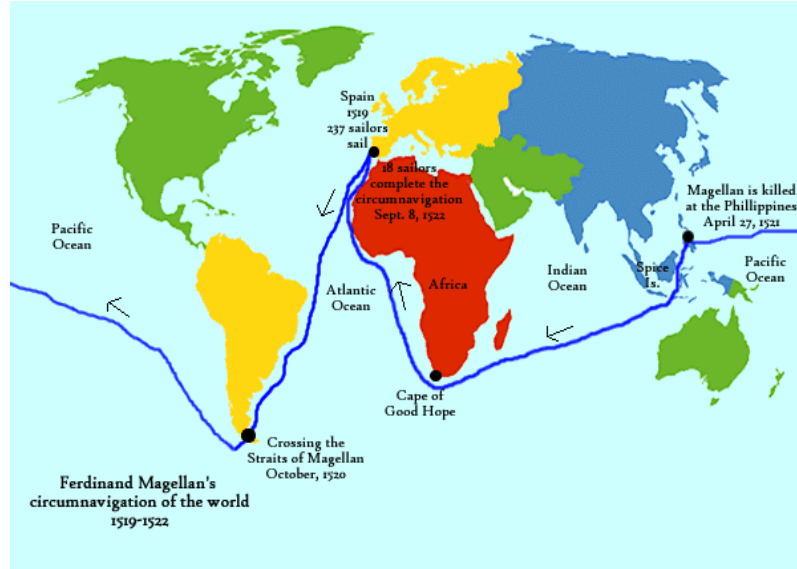 Spain
1519
237 sailors
sail
18 sailors
complete the
circumnavigation
Sept. 8, 1522
Magellan is killed
at the Phillippines
April 27, 1521
Pacific
Ocean
Atlantic
Ocean
Africa
Indian
Ocean
Spice
Is.
Pacific
Ocean
Cape of
Good Hope
Crossing the
Straits of Magellan
October, 1520
Ferdinand Magellan's
circumnavigation of the world
1519-1522